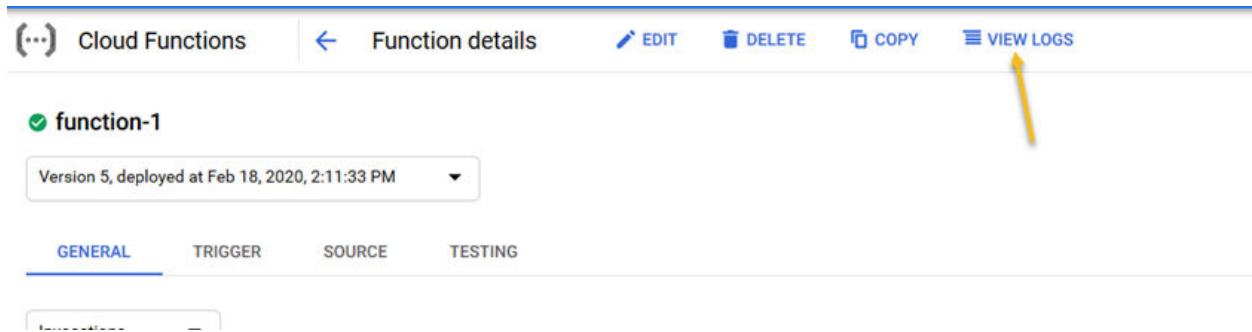 Cloud Functions Function details EDIT DELETE COPY VIEW LOGS
function-1
Version 5, deployed at Feb 18, 2020, 2:11:33 PM
GENERAL TRIGGER SOURCE TESTING